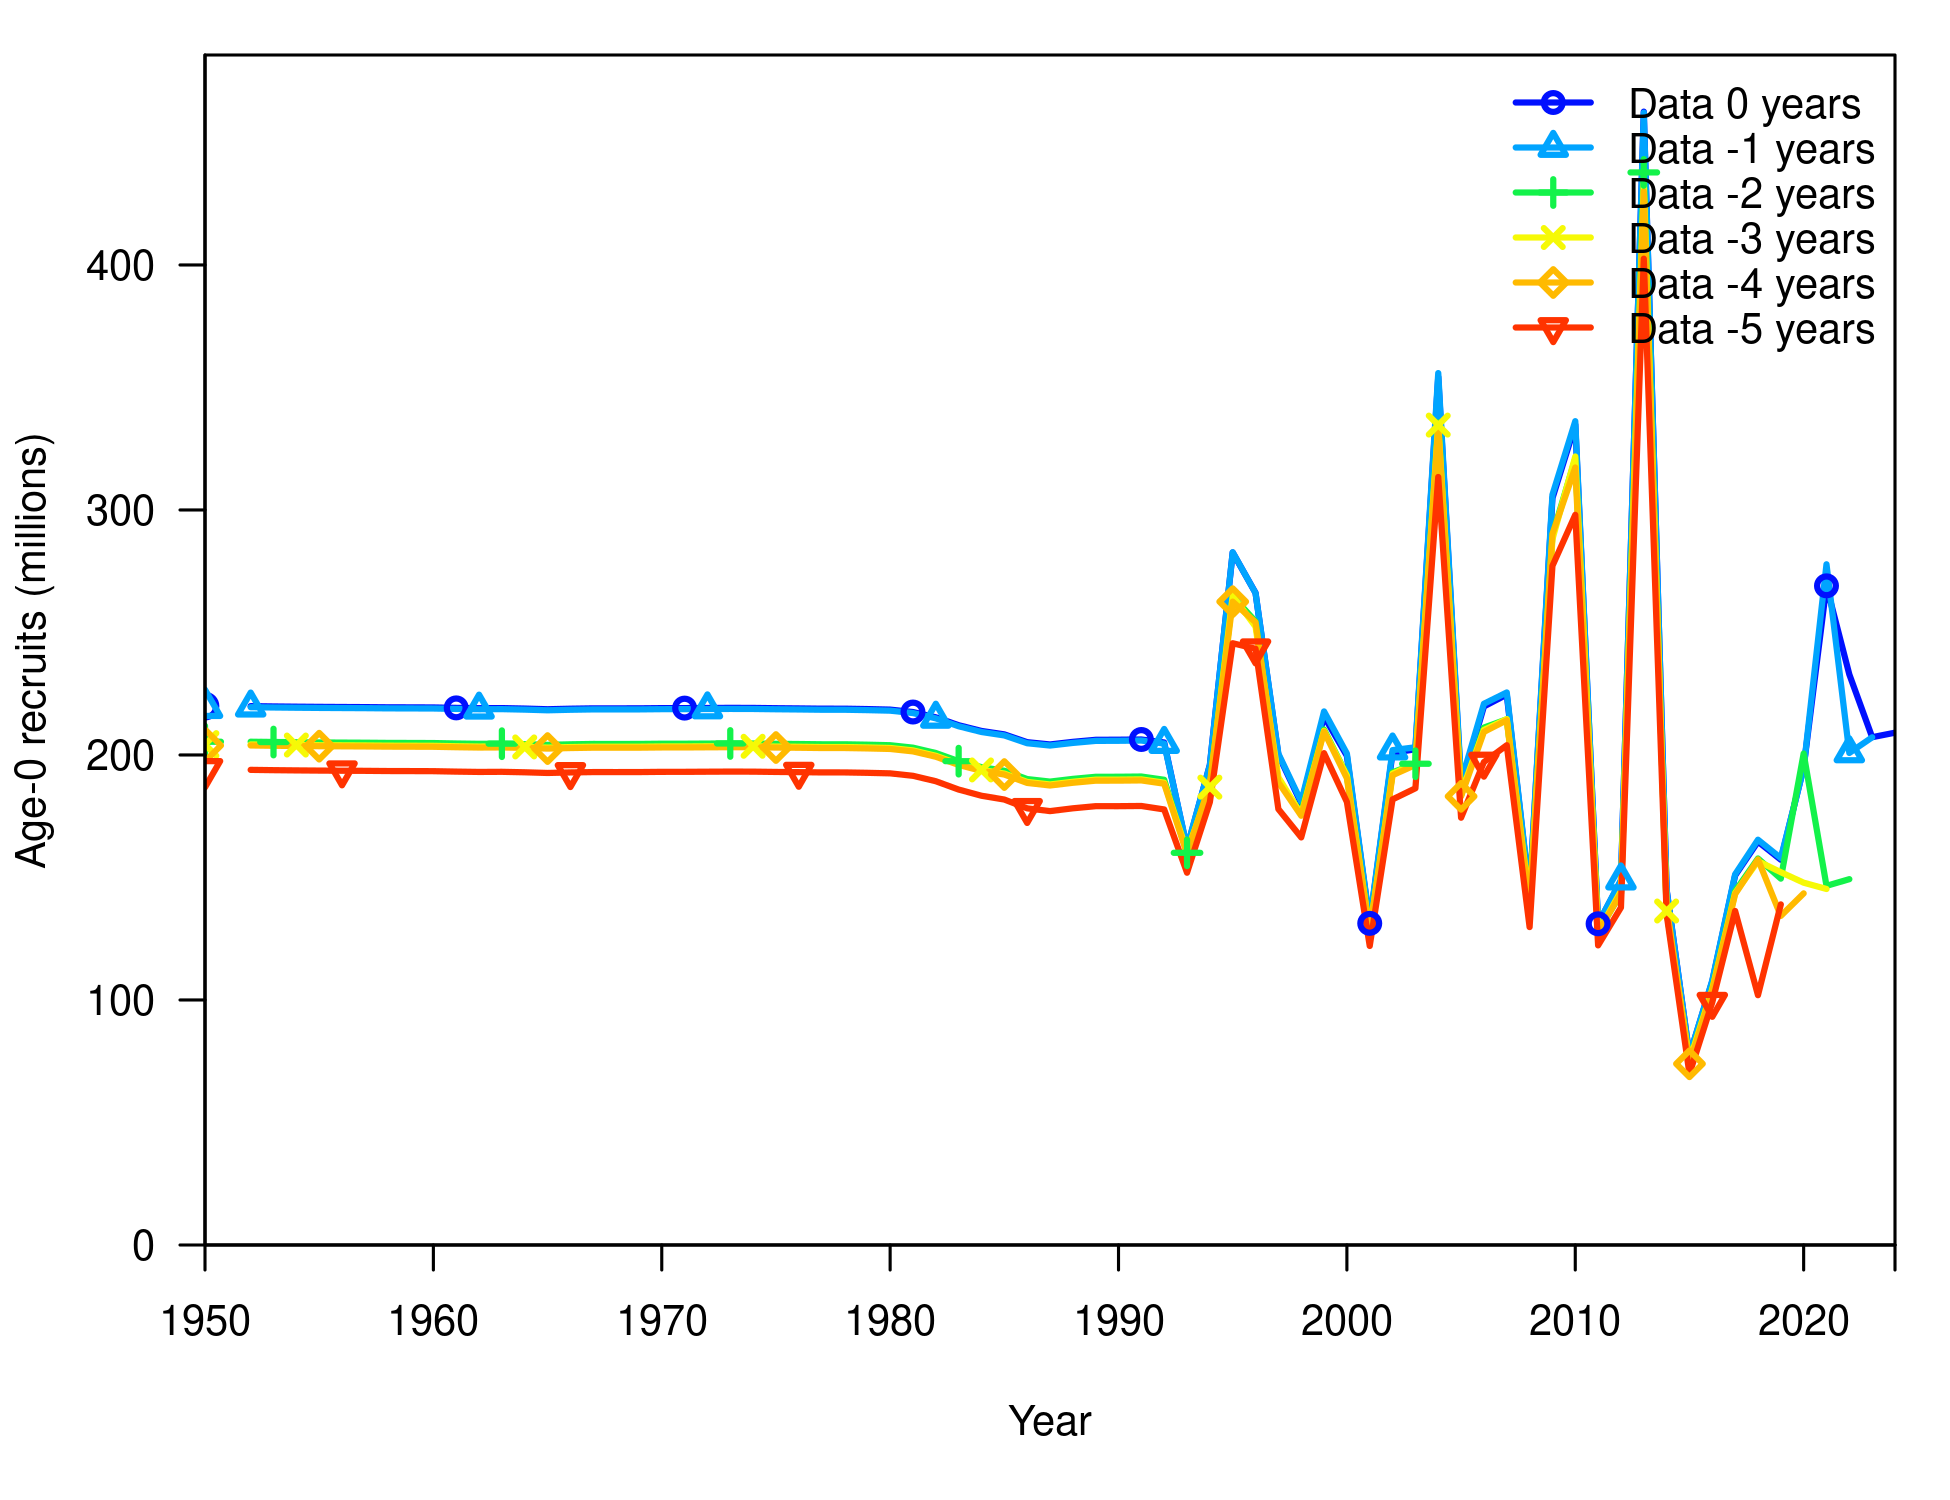 Data 0 years
Data -1 years
Data -2 years
Data -3 years
Data -4 years
Data -5 years
Age-0 recruits (millions)
400
300
200
100
0
1950 1960 1970 1980 1990 2000 2010 2020
Year